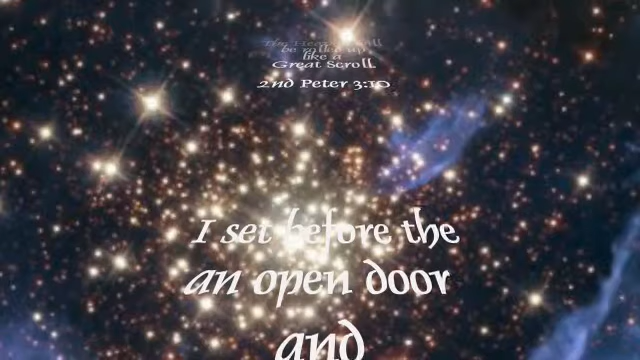 The Heavens will
be rolled up
like a
Great Scroll
2nd Peter 3:10
I set before the
an open door
and